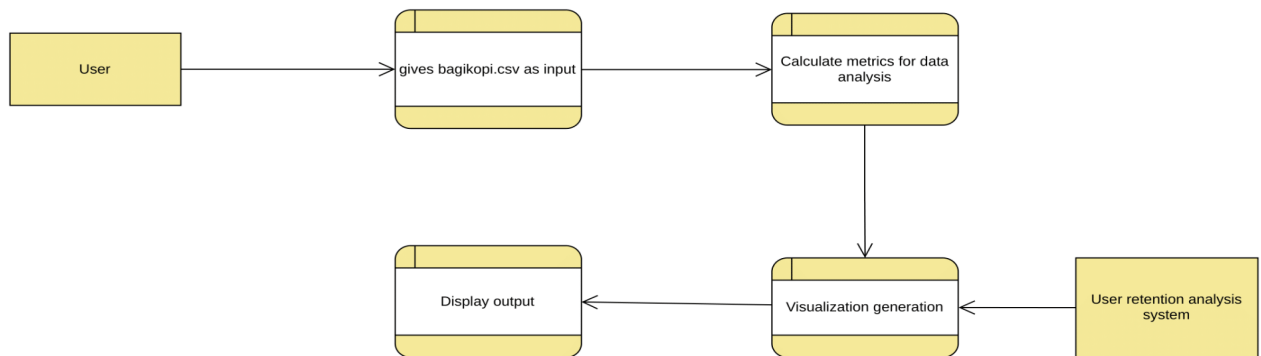 User
gives bagikopi.csv as input
Calculate metrics for data
analysis
Display output
Visualization generation
User retention analysis
system